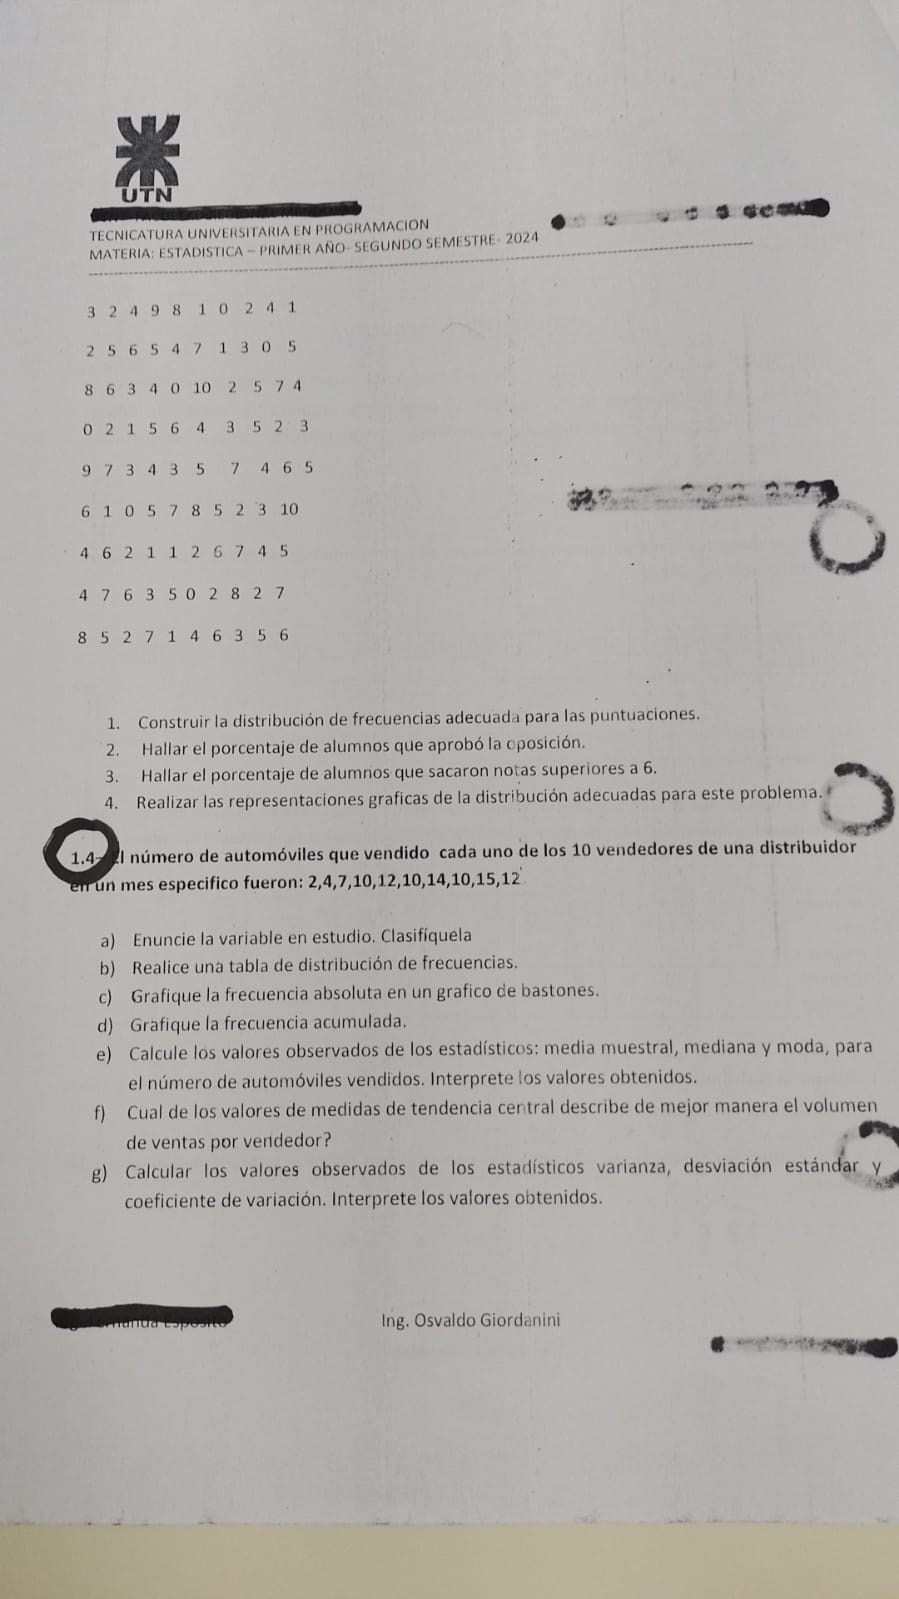 UTN
TECNICATURA UNIVERSITARIA EN PROGRAMACION
MATERIA: ESTADISTICA – PRIMER AÑO- SEGUNDO SEMESTRE- 2024
3 2 4 9 8 1 0 2 4 1
2 5 6 5 4 7 1 3 0 5
8 6 3 4 0 10 2 5 7 4
0 2 1 5 6 4 3 5 2 3
9 7 3 4 3 5 7 4 6 5
6 1 0 5 7 8 5 2 3 10
4 6 2 1 1 2 6 7 4 5
4 7 6 3 5 0 2 8 2 7
8 5 2 7 1 4 6 3 5 6
1. Construir la distribución de frecuencias adecuada para las puntuaciones.
2. Hallar el porcentaje de alumnos que aprobó la oposición.
3. Hallar el porcentaje de alumnos que sacaron notas superiores a 6.
4. Realizar las representaciones graficas de la distribución adecuadas para este problema.
1.4- El número de automóviles que vendido cada uno de los 10 vendedores de una distribuidor
en un mes especifico fueron: 2,4,7,10,12,10,14,10,15,12
a) Enuncie la variable en estudio. Clasifíquela
b) Realice una tabla de distribución de frecuencias.
c) Grafique la frecuencia absoluta en un grafico de bastones.
d) Grafique la frecuencia acumulada.
e) Calcule los valores observados de los estadísticos: media muestral, mediana y moda, para
el número de automóviles vendidos. Interprete los valores obtenidos.
f) Cual de los valores de medidas de tendencia central describe de mejor manera el volumen
de ventas por vendedor?
g) Calcular los valores observados de los estadísticos varianza, desviación estándar y
coeficiente de variación. Interprete los valores obtenidos.
Ing. Osvaldo Giordanini